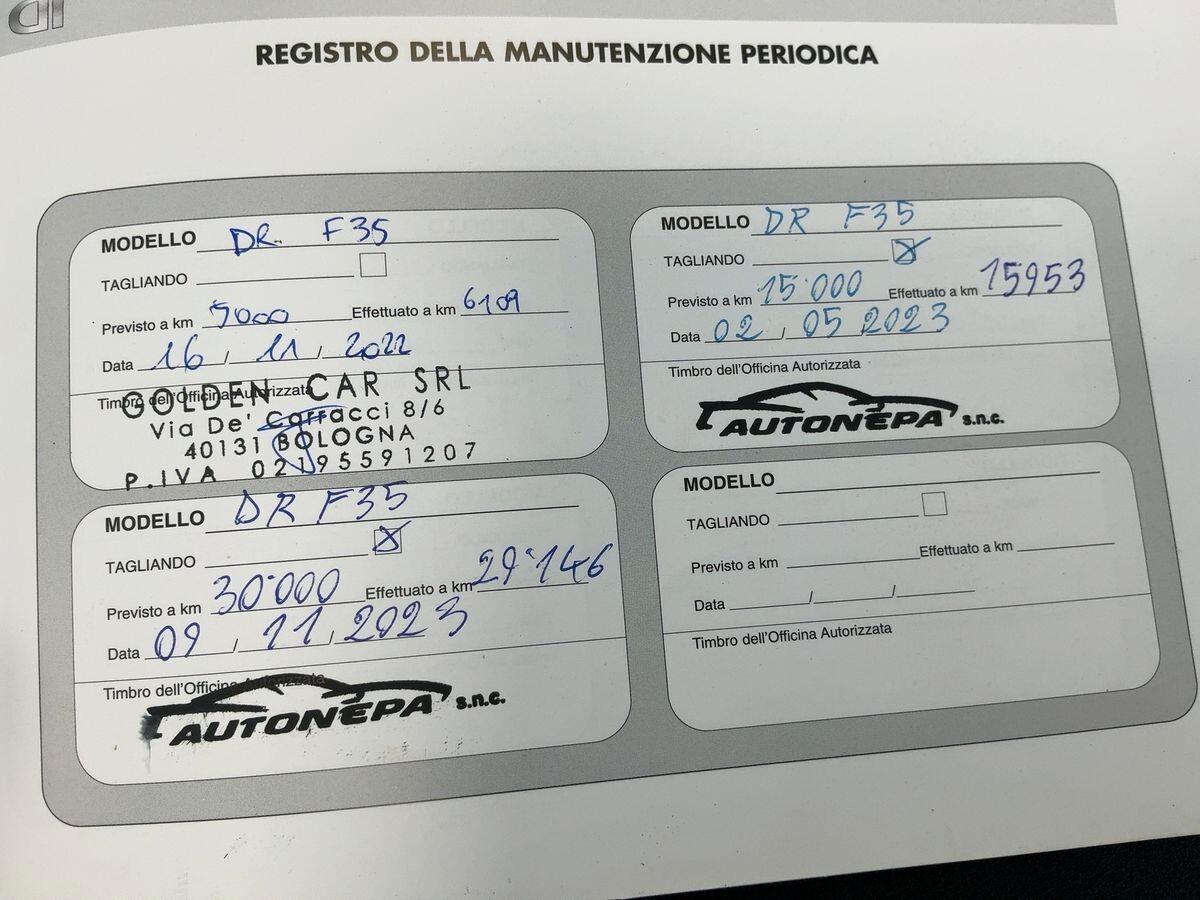 REGISTRO DELLA MANUTENZIONE PERIODICA
MODELLO DR F35
TAGLIANDO
Previsto a km 5000 Effettuato a km 6109
Data 16 / 11 / 2022
Timbro dell'Officina Autorizzata
GOLDEN CAR SRL
Via De' Carracci 8/6
40131 BOLOGNA
P.IVA 02195591207
MODELLO DR F35
TAGLIANDO X
Previsto a km 15'000 Effettuato a km 15953
Data 02 / 05 2023
Timbro dell'Officina Autorizzata
AUTONEPA s.n.c.
MODELLO DR F35
TAGLIANDO X
Previsto a km 30'000 Effettuato a km 29'146
Data 09 / 11 / 2023
Timbro dell'Officina Autorizzata
AUTONEPA s.n.c.
MODELLO
TAGLIANDO
Previsto a km Effettuato a km
Data / /
Timbro dell'Officina Autorizzata